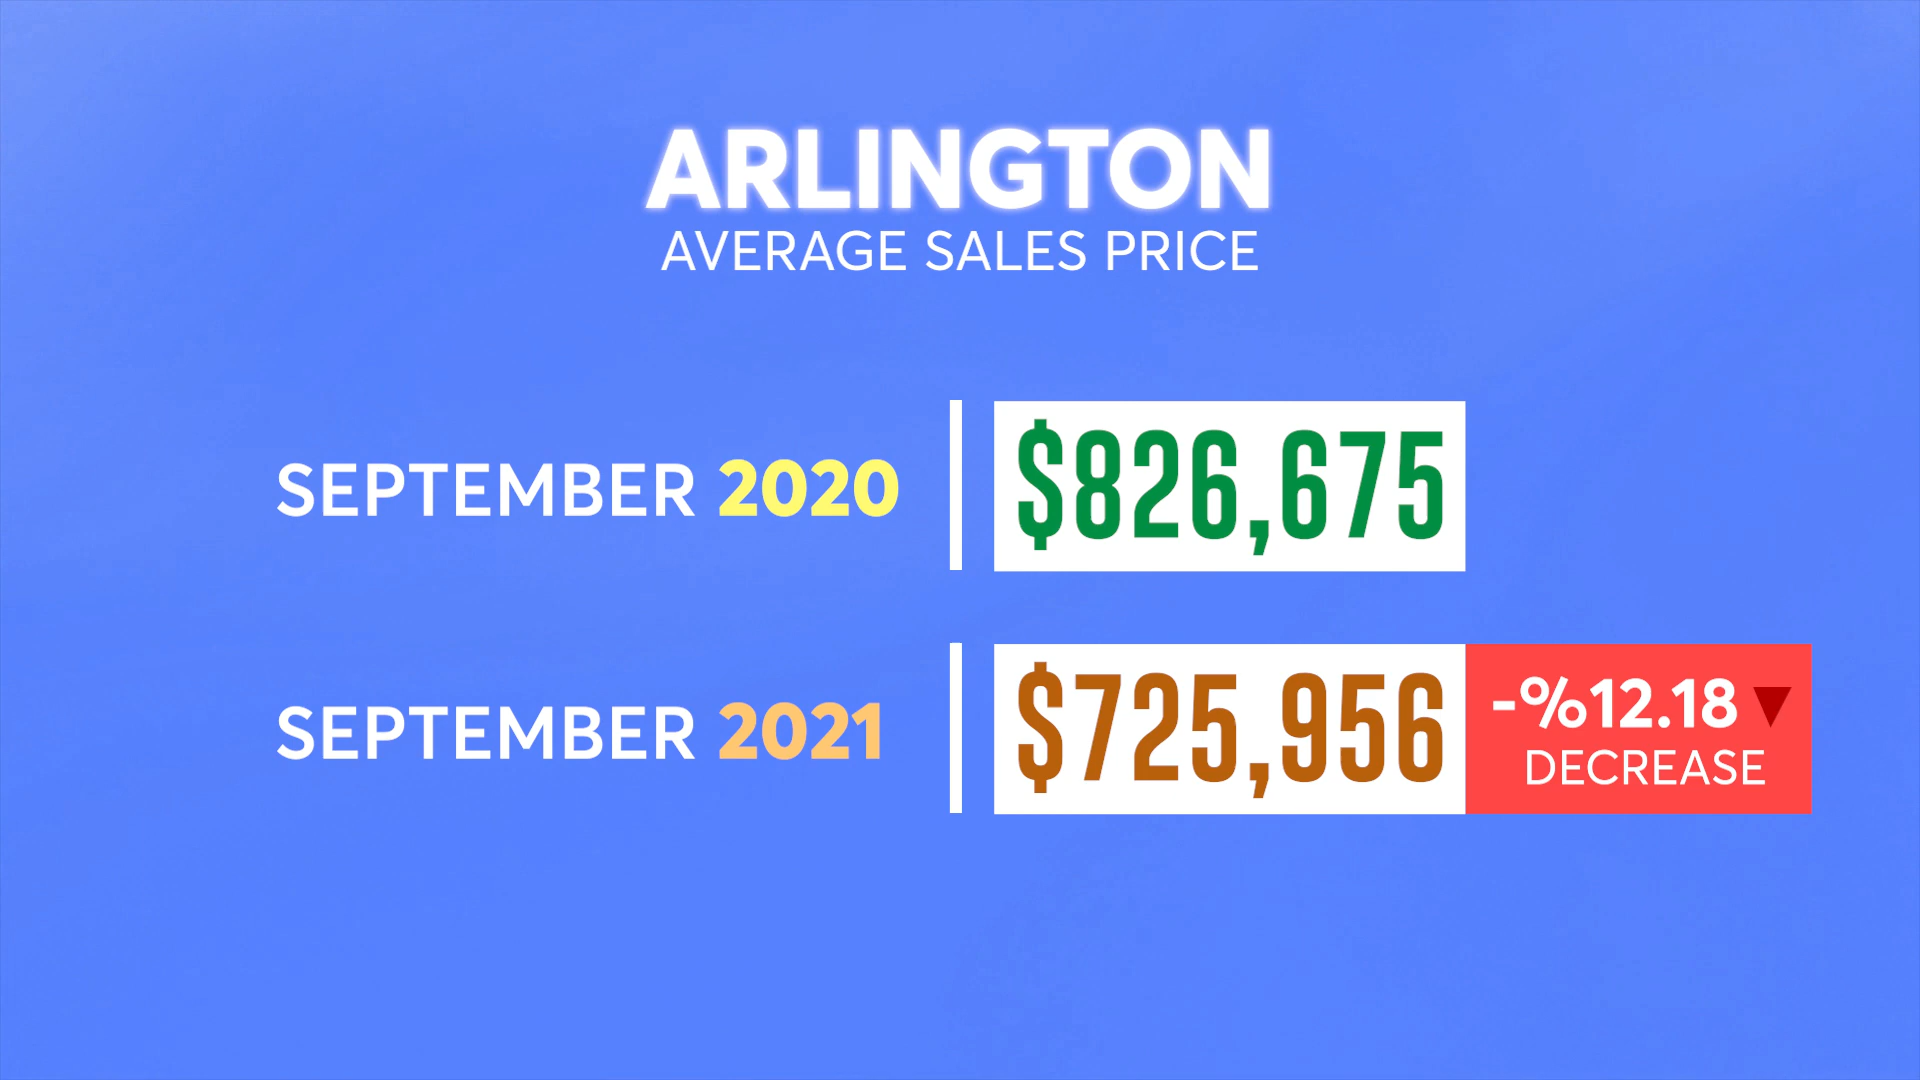 ARLINGTON
AVERAGE SALES PRICE
SEPTEMBER 2020 $826,675
SEPTEMBER 2021 $725,956 -%12.18
DECREASE